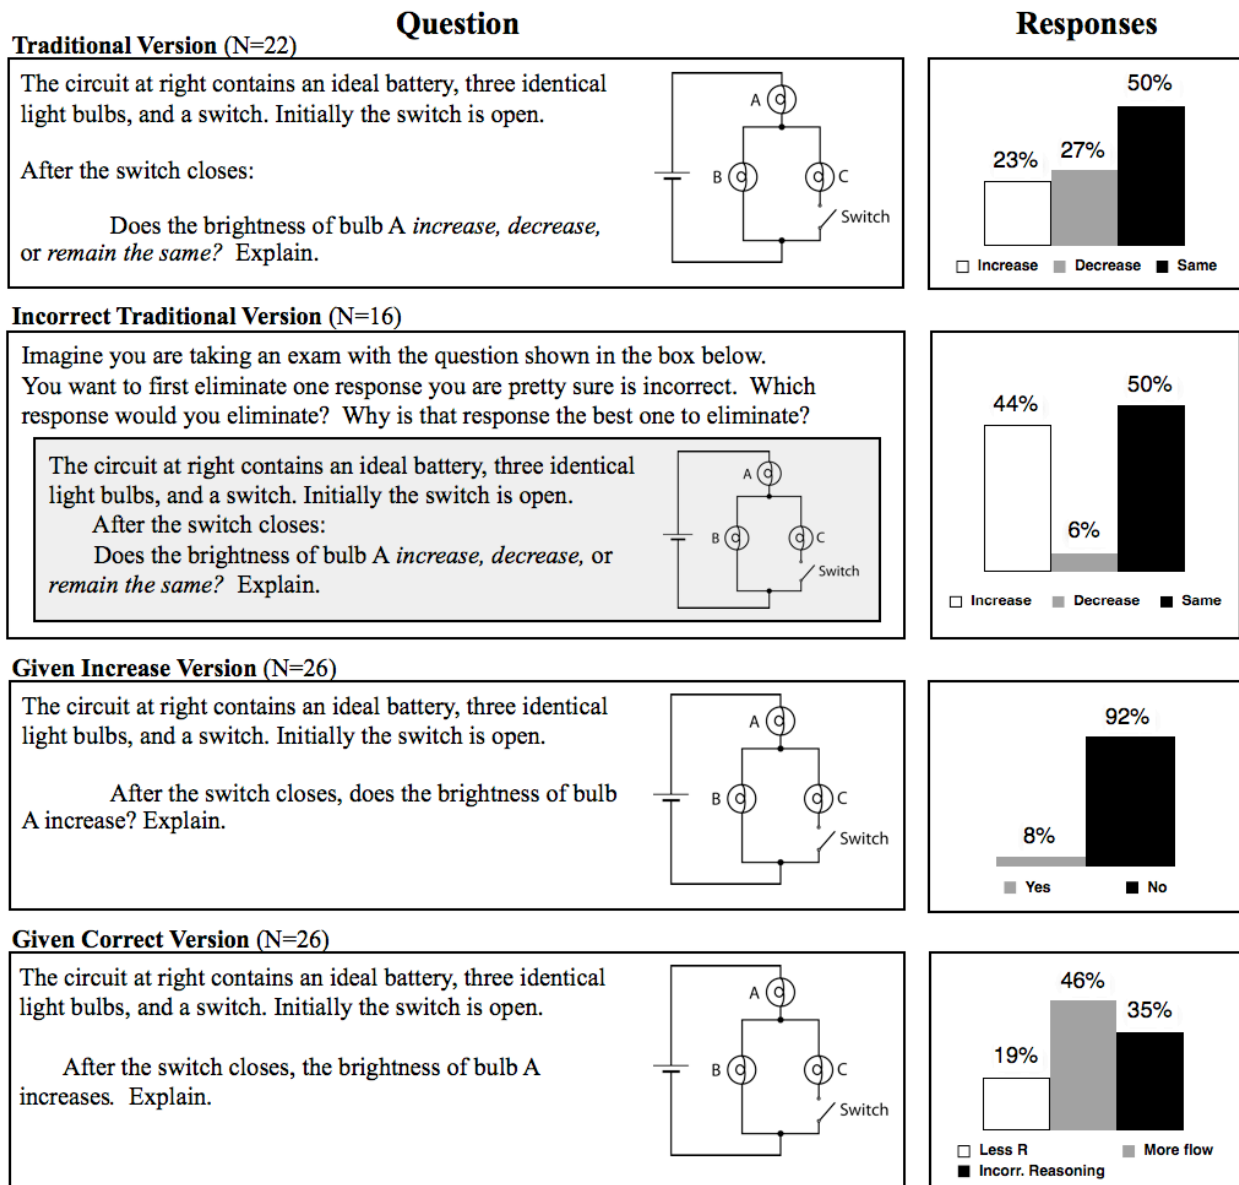 Question
Responses
Traditional Version (N=22)
The circuit at right contains an ideal battery, three identical
light bulbs, and a switch. Initially the switch is open.
After the switch closes:
Does the brightness of bulb A increase, decrease,
or remain the same? Explain.
A
B
C
Switch
23%
27%
50%
Increase
Decrease
Same
Incorrect Traditional Version (N=16)
Imagine you are taking an exam with the question shown in the box below.
You want to first eliminate one response you are pretty sure is incorrect. Which
response would you eliminate? Why is that response the best one to eliminate?
The circuit at right contains an ideal battery, three identical
light bulbs, and a switch. Initially the switch is open.
After the switch closes:
Does the brightness of bulb A increase, decrease, or
remain the same? Explain.
A
B
C
Switch
44%
6%
50%
Increase
Decrease
Same
Given Increase Version (N=26)
The circuit at right contains an ideal battery, three identical
light bulbs, and a switch. Initially the switch is open.
After the switch closes, does the brightness of bulb
A increase? Explain.
A
B
C
Switch
8%
92%
Yes
No
Given Correct Version (N=26)
The circuit at right contains an ideal battery, three identical
light bulbs, and a switch. Initially the switch is open.
After the switch closes, the brightness of bulb A
increases. Explain.
A
B
C
Switch
19%
46%
35%
Less R
More flow
Incorr. Reasoning